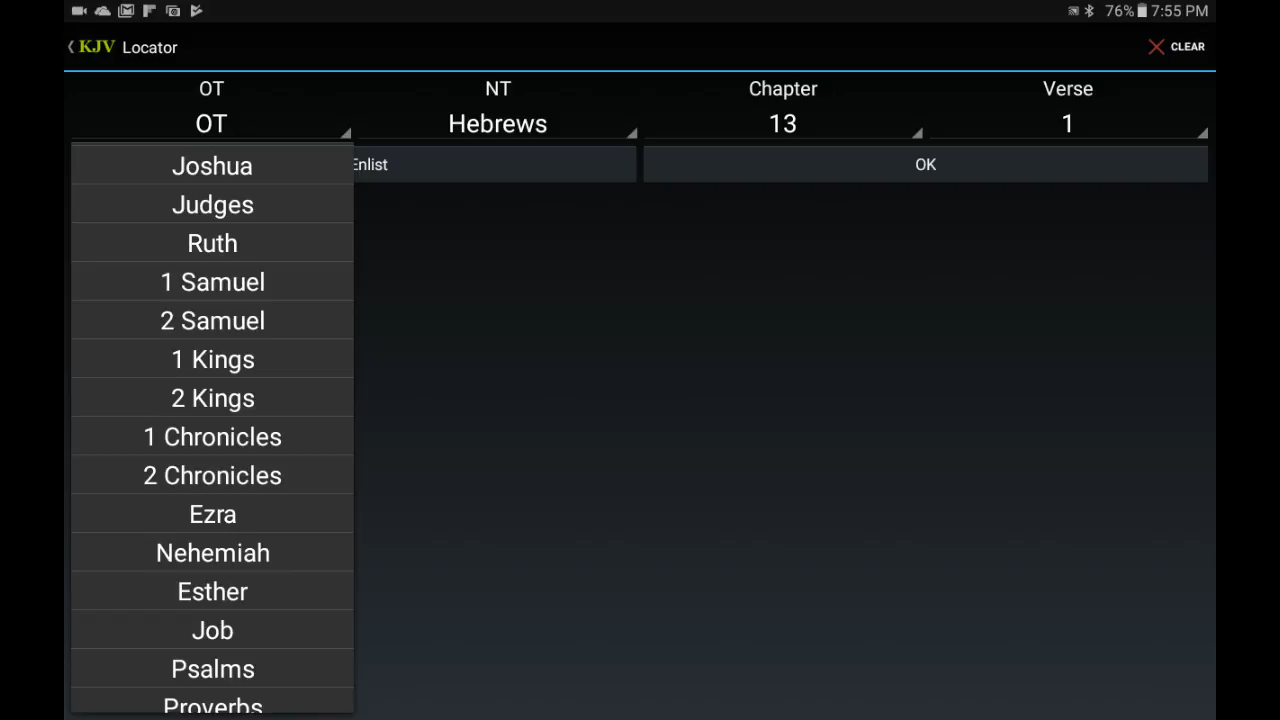 76% 7:55 PM
KJV Locator
CLEAR
OT NT Chapter Verse
OT Hebrews 13 1
Enlist OK
Joshua
Judges
Ruth
1 Samuel
2 Samuel
1 Kings
2 Kings
1 Chronicles
2 Chronicles
Ezra
Nehemiah
Esther
Job
Psalms
Proverbs